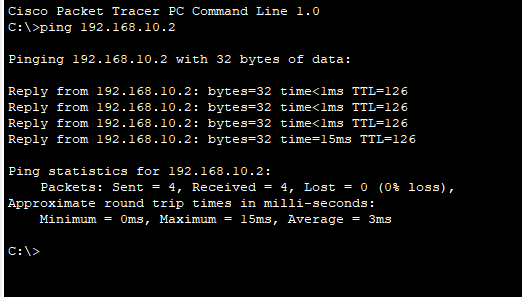 Cisco Packet Tracer PC Command Line 1.0
C:\>ping 192.168.10.2
Pinging 192.168.10.2 with 32 bytes of data:
Reply from 192.168.10.2: bytes=32 time<1ms TTL=126
Reply from 192.168.10.2: bytes=32 time<1ms TTL=126
Reply from 192.168.10.2: bytes=32 time<1ms TTL=126
Reply from 192.168.10.2: bytes=32 time=15ms TTL=126
Ping statistics for 192.168.10.2:
    Packets: Sent = 4, Received = 4, Lost = 0 (0% loss),
Approximate round trip times in milli-seconds:
    Minimum = 0ms, Maximum = 15ms, Average = 3ms
C:\>